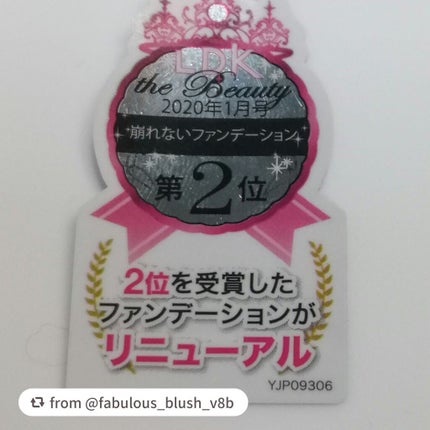 LDK
the Beauty
2020年1月号
崩れないファンデーション
第2位
2位を受賞した
ファンデーションが
リニューアル
YJP09306
from @fabulous_blush_v8b